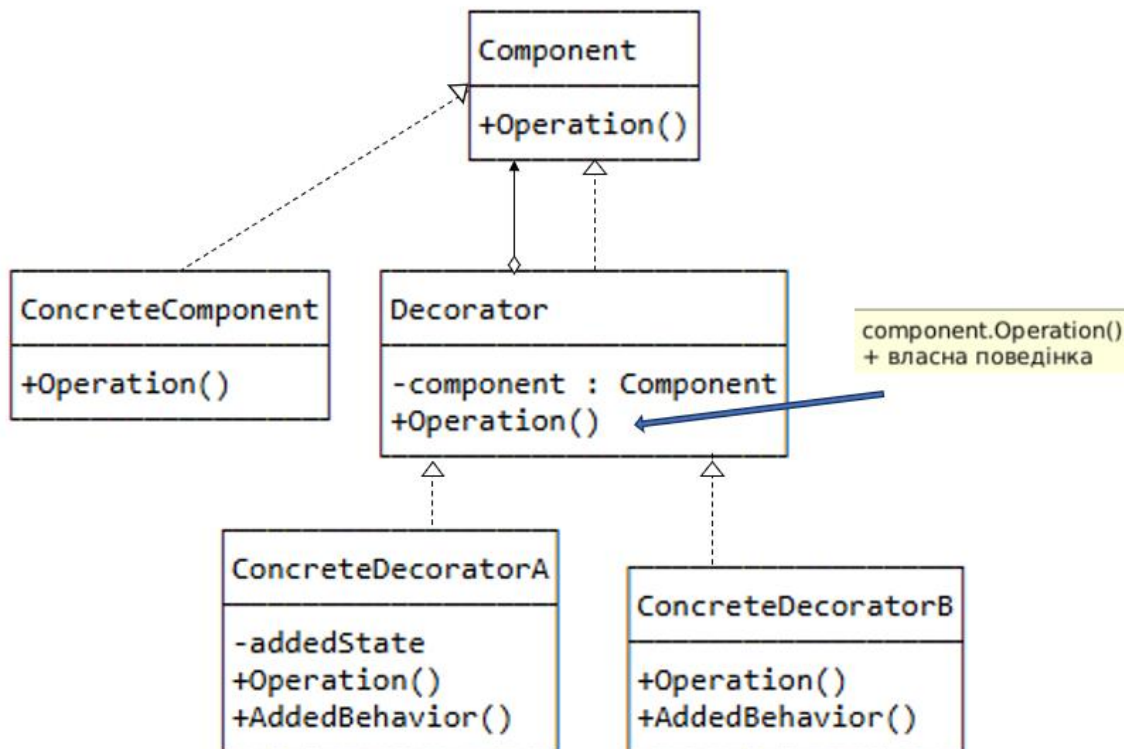 Component
+Operation()
ConcreteComponent
+Operation()
Decorator
-component : Component
+Operation()
component.Operation()
+ власна поведінка
ConcreteDecoratorA
-addedState
+Operation()
+AddedBehavior()
ConcreteDecoratorB
+Operation()
+AddedBehavior()